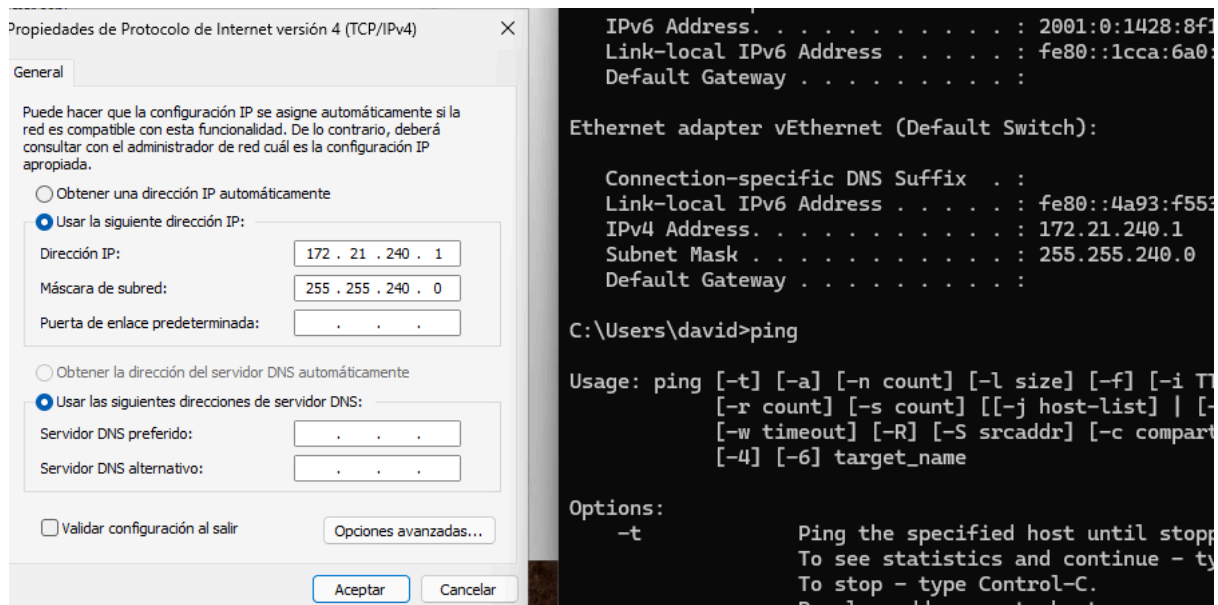 Propiedades de Protocolo de Internet versión 4 (TCP/IPv4)
General
Puede hacer que la configuración IP se asigne automáticamente si la
red es compatible con esta funcionalidad. De lo contrario, deberá
consultar con el administrador de red cuál es la configuración IP
apropiada.
Obtener una dirección IP automáticamente
Usar la siguiente dirección IP:
Dirección IP: 172 . 21 . 240 . 1
Máscara de subred: 255 . 255 . 240 . 0
Puerta de enlace predeterminada: . . .
Obtener la dirección del servidor DNS automáticamente
Usar las siguientes direcciones de servidor DNS:
Servidor DNS preferido: . . .
Servidor DNS alternativo: . . .
Validar configuración al salir
Opciones avanzadas...
Aceptar
Cancelar
IPv6 Address. . . . . . . . . . . : 2001:0:1428:8f1
Link-local IPv6 Address . . . . . : fe80::1cca:6a0:
Default Gateway . . . . . . . . . :
Ethernet adapter vEthernet (Default Switch):
Connection-specific DNS Suffix  . :
Link-local IPv6 Address . . . . . : fe80::4a93:f553
IPv4 Address. . . . . . . . . . . : 172.21.240.1
Subnet Mask . . . . . . . . . . . : 255.255.240.0
Default Gateway . . . . . . . . . :
C:\Users\david>ping
Usage: ping [-t] [-a] [-n count] [-l size] [-f] [-i TT
[-r count] [-s count] [[-j host-list] | [-
[-w timeout] [-R] [-S srcaddr] [-c compart
[-4] [-6] target_name
Options:
-t Ping the specified host until stopp
To see statistics and continue - ty
To stop - type Control-C.